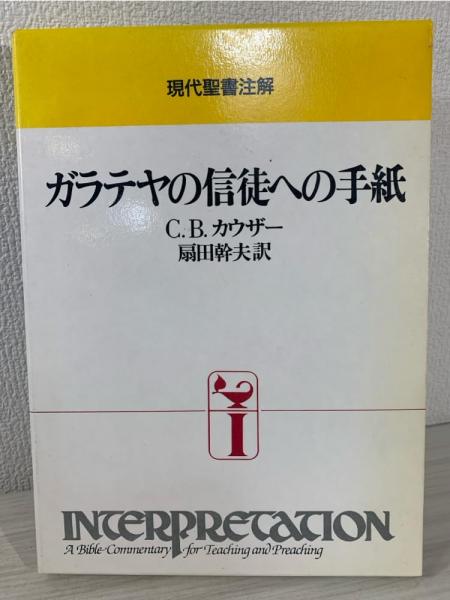 現代聖書注解
ガラテヤの信徒への手紙
C.B.カウザー
扇田幹夫訳
I
INTERPRETATION
A Bible Commentary for Teaching and Preaching